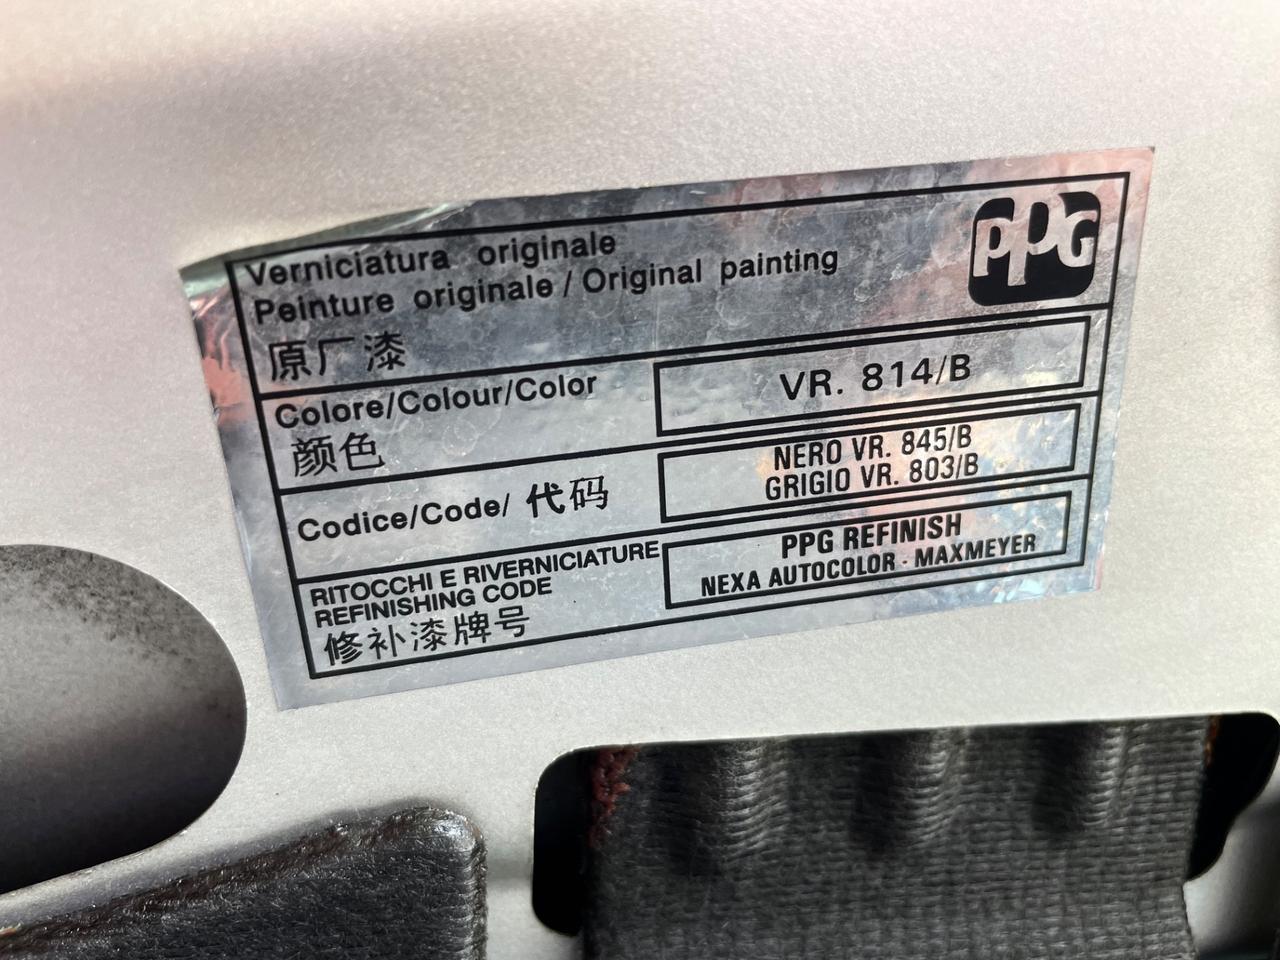 Verniciatura originale
Peinture originale / Original painting
原厂漆
PPG
Colore/Colour/Color
颜色
VR. 814/B
Codice/Code/ 代码
NERO VR. 845/B
GRIGIO VR. 803/B
RITOCCHI E RIVERNICIATURE
REFINISHING CODE
修补漆牌号
PPG REFINISH
NEXA AUTOCOLOR · MAXMEYER